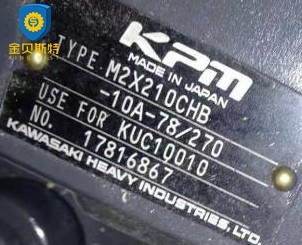 金贝斯特
KPM
MADE IN JAPAN
TYPE. M2X210CHB
-10A-78/270
USE FOR KUC10010
NO. 17816867
KAWASAKI HEAVY INDUSTRIES, LTD.